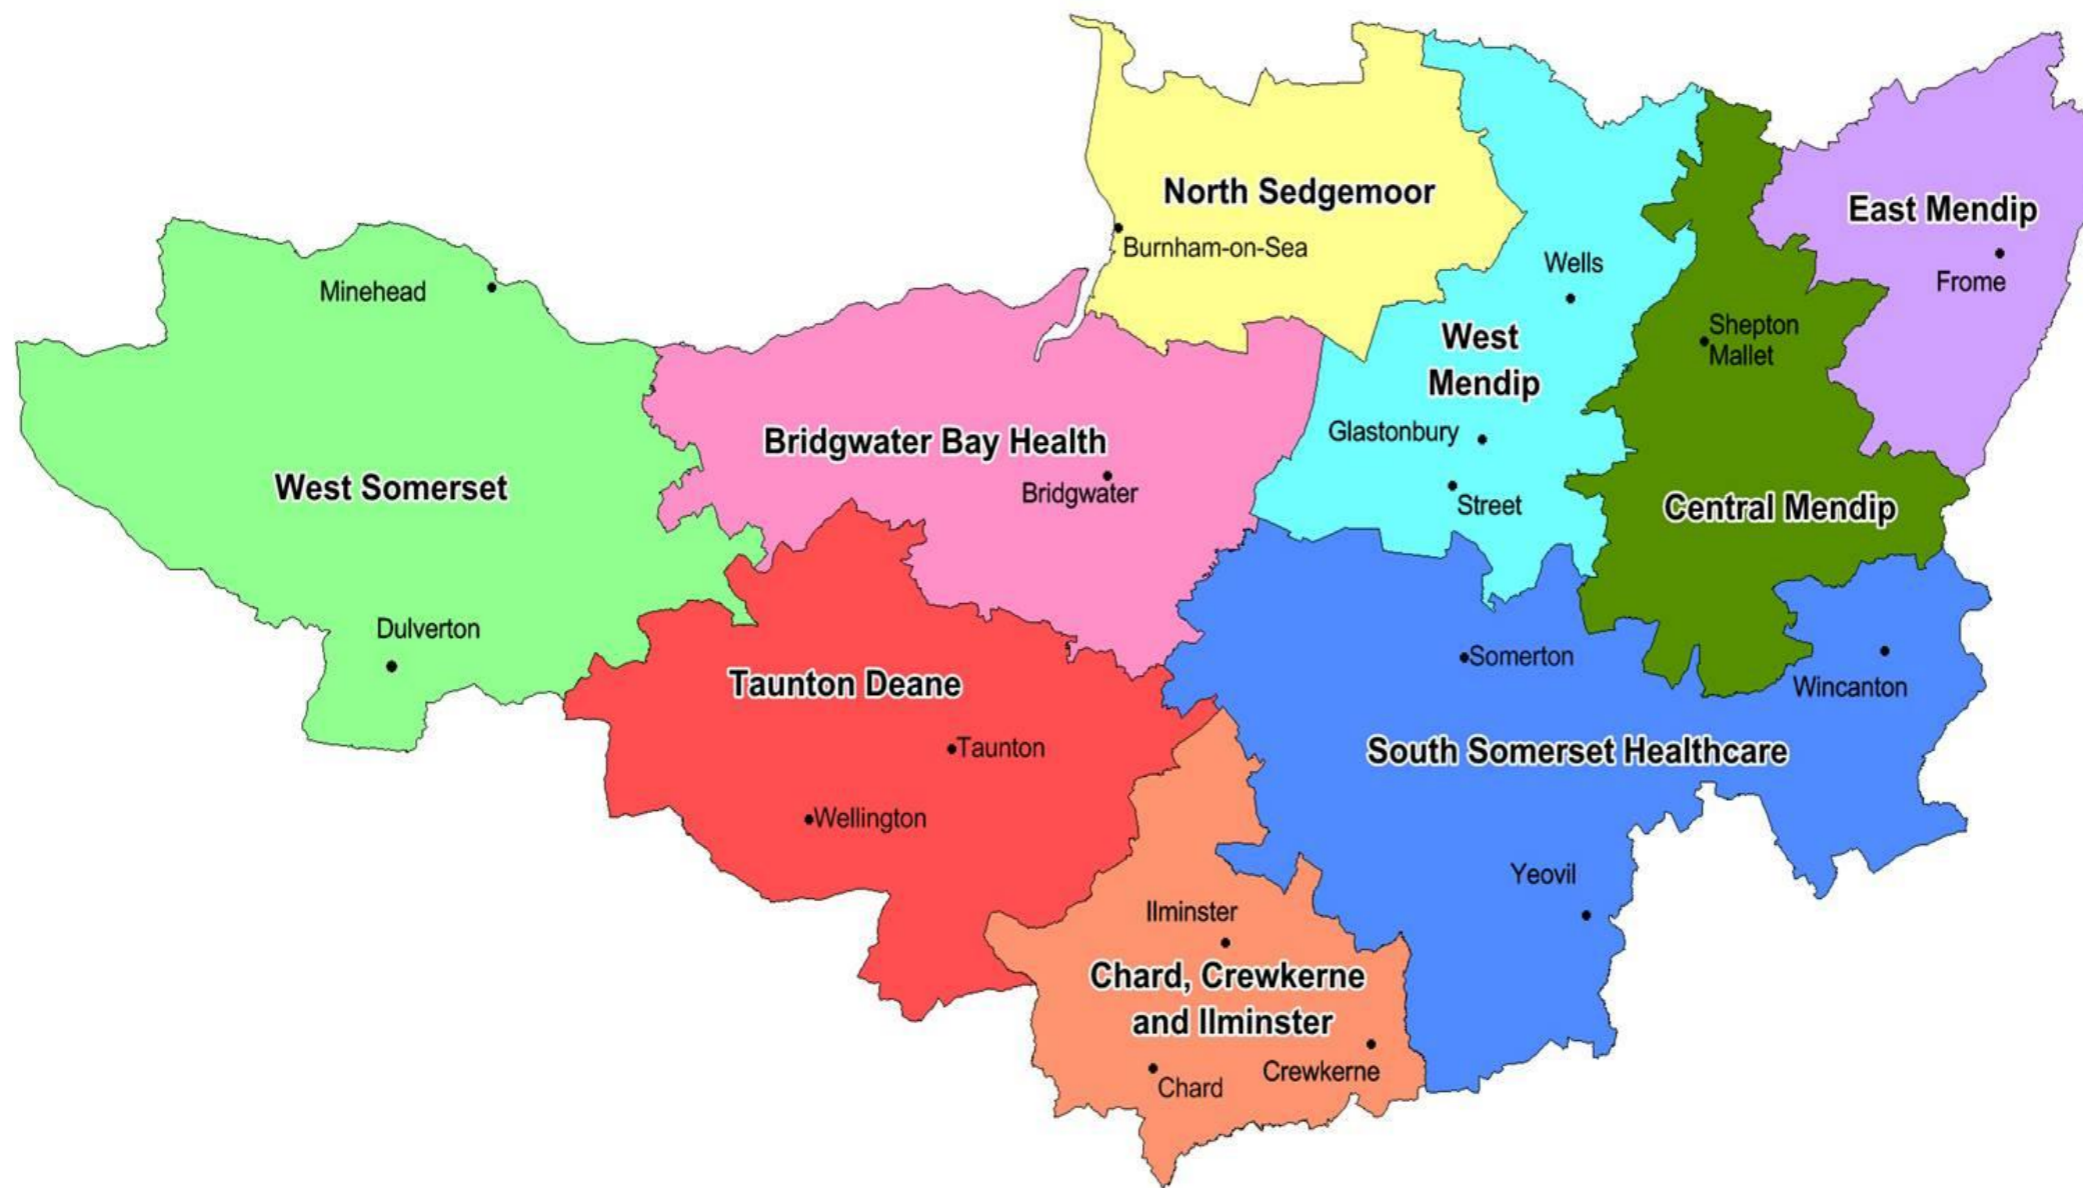 North Sedgemoor
Burnham-on-Sea
East Mendip
Frome
Wells
West
Mendip
Glastonbury
Street
Shepton
Mallet
Central Mendip
Minehead
West Somerset
Dulverton
Bridgwater Bay Health
Bridgwater
Taunton Deane
Taunton
Wellington
Somerton
Wincanton
South Somerset Healthcare
Yeovil
Ilminster
Chard, Crewkerne
and Ilminster
Crewkerne
Chard